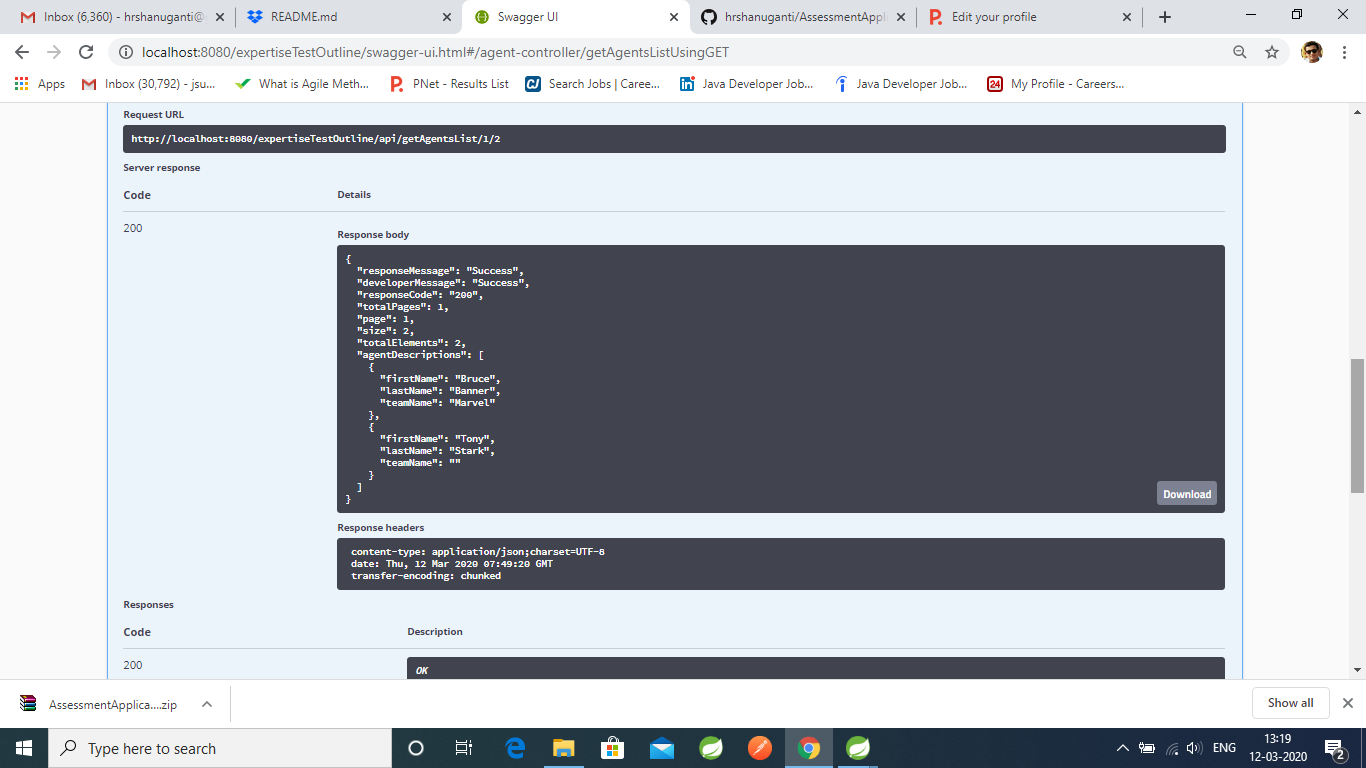 Inbox (6,360) - hrshanuganti@
README.md
Swagger UI
hrshanuganti/AssessmentAppl
Edit your profile
localhost:8080/expertiseTestOutline/swagger-ui.html#/agent-controller/getAgentsListUsingGET
Apps
Inbox (30,792) - jsu...
What is Agile Meth...
PNet - Results List
Search Jobs | Caree...
Java Developer Job...
Java Developer Job...
24
My Profile - Careers...
Request URL
http://localhost:8080/expertiseTestOutline/api/getAgentsList/1/2
Server response
Code
Details
200
Response body
{
"responseMessage": "Success",
"developerMessage": "Success",
"responseCode": "200",
"totalPages": 1,
"page": 1,
"size": 2,
"totalElements": 2,
"agentDescriptions": [
{
"firstName": "Bruce",
"lastName": "Banner",
"teamName": "Marvel"
},
{
"firstName": "Tony",
"lastName": "Stark",
"teamName": ""
}
]
}
Download
Response headers
content-type: application/json;charset=UTF-8
date: Thu, 12 Mar 2020 07:49:20 GMT
transfer-encoding: chunked
Responses
Code
Description
200
OK
AssessmentApplica....zip
Show all
Type here to search
ENG
13:19
12-03-2020
2